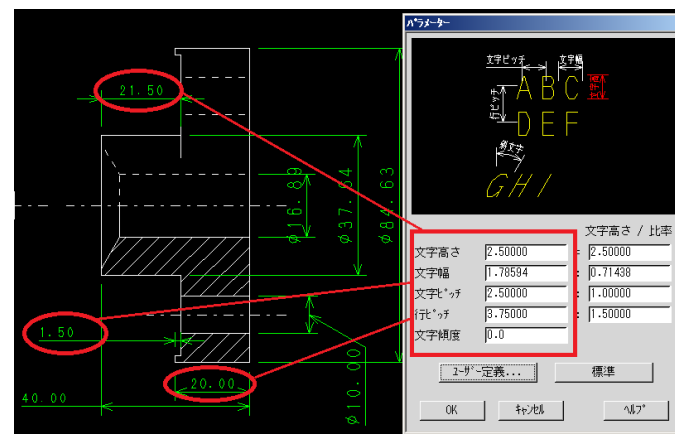 21.50
φ16.89
φ37.64
φ84.63
1.50
20.00
40.00
φ10.00
パラメーター
文字ピッチ
文字幅
文字高さ
行ピッチ
A B C
D E F
斜文字
G H I
文字高さ / 比率
文字高さ 2.50000 = 2.50000
文字幅 1.78594 : 0.71438
文字ピッチ 2.50000 : 1.00000
行ピッチ 3.75000 : 1.50000
文字傾度 0.0
ユーザー定義...
標準
OK
キャンセル
ヘルプ